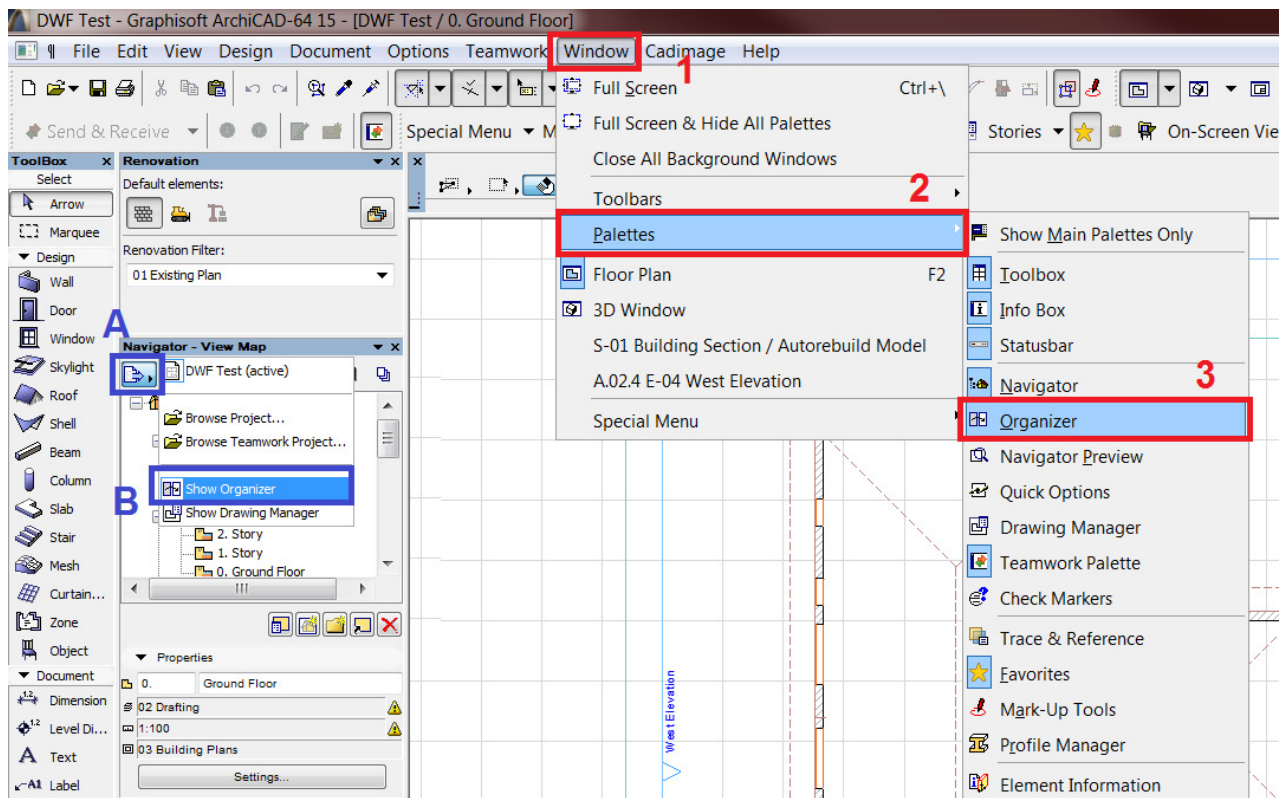 DWF Test - Graphisoft ArchiCAD-64 15 - [DWF Test / 0. Ground Floor]
File Edit View Design Document Options Teamwork Window Cadimage Help
1
Send & Receive
Special Menu
M
Stories
On-Screen Vie
ToolBox x
Select
Arrow
Marquee
Design
Wall
Door
Window
Skylight
Roof
Shell
Beam
Column
Slab
Stair
Mesh
Curtain...
Zone
Object
Document
Dimension
Level Di...
Text
A1 Label
Renovation x
Default elements:
Renovation Filter:
01 Existing Plan
A
Navigator - View Map x
DWF Test (active)
Browse Project...
Browse Teamwork Project...
B
Show Organizer
Show Drawing Manager
2. Story
1. Story
0. Ground Floor
Properties
0. Ground Floor
02 Drafting
1:100
03 Building Plans
Settings...
Full Screen Ctrl+\
Full Screen & Hide All Palettes
Close All Background Windows
Toolbars
2
Palettes
Floor Plan F2
3D Window
S-01 Building Section / Autorebuild Model
A.02.4 E-04 West Elevation
Special Menu
Show Main Palettes Only
Toolbox
Info Box
Statusbar
Navigator
3
Organizer
Navigator Preview
Quick Options
Drawing Manager
Teamwork Palette
Check Markers
Trace & Reference
Favorites
Mark-Up Tools
Profile Manager
Element Information
West Elevation